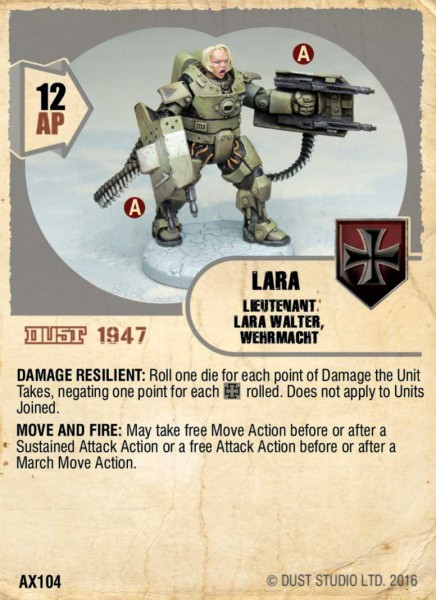 12
AP
A
A
LARA
LIEUTENANT
LARA WALTER,
WEHRMACHT
DUST 1947
DAMAGE RESILIENT: Roll one die for each point of Damage the Unit
Takes, negating one point for each rolled. Does not apply to Units
Joined.
MOVE AND FIRE: May take free Move Action before or after a
Sustained Attack Action or a free Attack Action before or after a
March Move Action.
AX104
© DUST STUDIO LTD. 2016